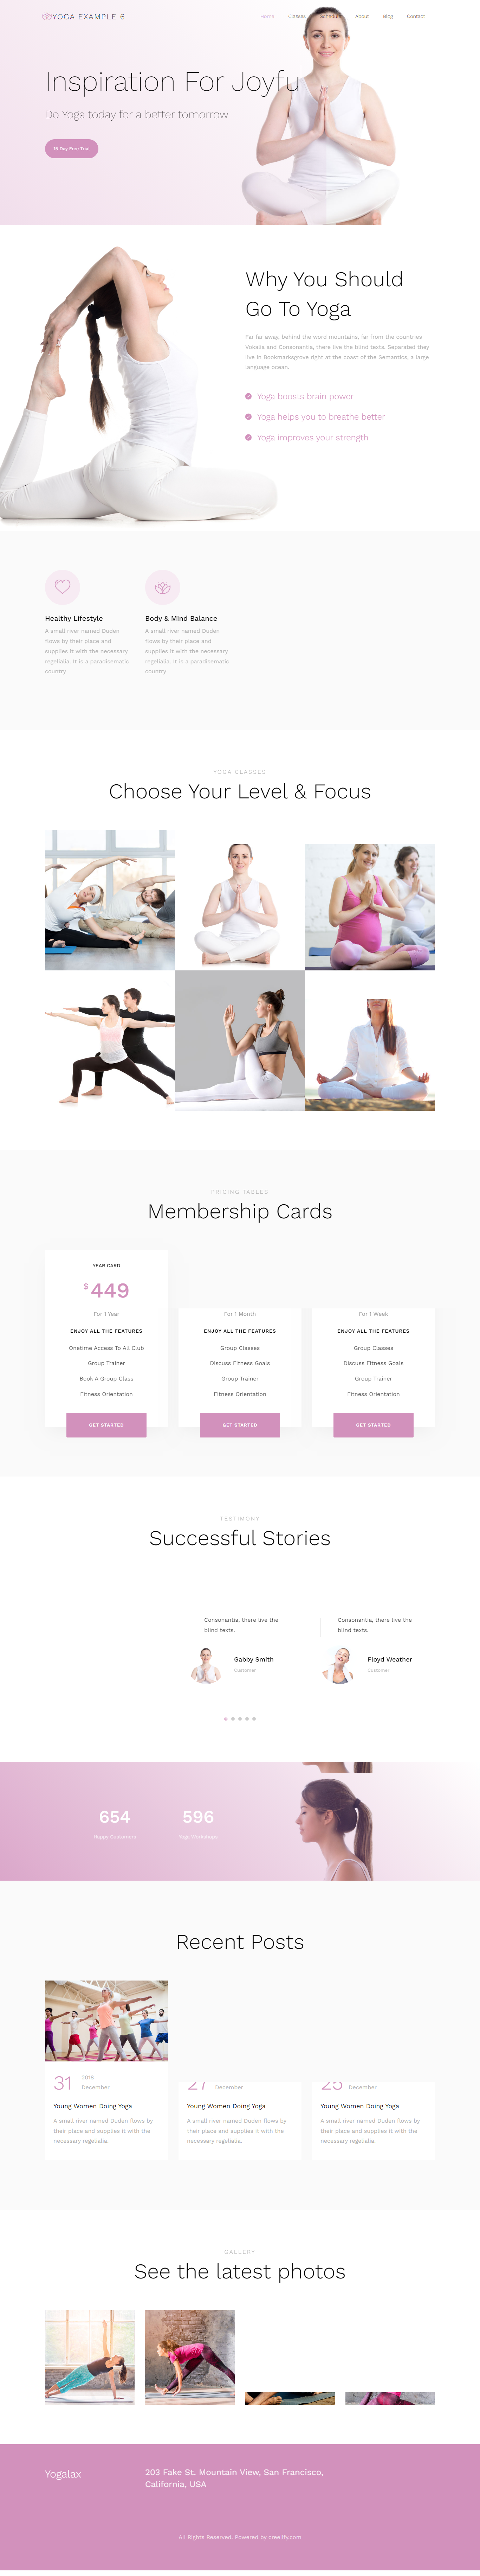 YOGA EXAMPLE 6
Home Classes Schedule About Blog Contact
Inspiration For Joyfu
Do Yoga today for a better tomorrow
15 Day Free Trial
Why You Should
Go To Yoga
Far far away, behind the word mountains, far from the countries
Vokalia and Consonantia, there live the blind texts. Separated they
live in Bookmarksgrove right at the coast of the Semantics, a large
language ocean.
Yoga boosts brain power
Yoga helps you to breathe better
Yoga improves your strength
Healthy Lifestyle
A small river named Duden
flows by their place and
supplies it with the necessary
regelialia. It is a paradisematic
country
Body & Mind Balance
A small river named Duden
flows by their place and
supplies it with the necessary
regelialia. It is a paradisematic
country
YOGA CLASSES
Choose Your Level & Focus
PRICING TABLES
Membership Cards
YEAR CARD
$449
For 1 Year
ENJOY ALL THE FEATURES
Onetime Access To All Club
Group Trainer
Book A Group Class
Fitness Orientation
GET STARTED
For 1 Month
ENJOY ALL THE FEATURES
Group Classes
Discuss Fitness Goals
Group Trainer
Fitness Orientation
GET STARTED
For 1 Week
ENJOY ALL THE FEATURES
Group Classes
Discuss Fitness Goals
Group Trainer
Fitness Orientation
GET STARTED
TESTIMONY
Successful Stories
Consonantia, there live the
blind texts.
Gabby Smith
Customer
Consonantia, there live the
blind texts.
Floyd Weather
Customer
654
Happy Customers
596
Yoga Workshops
Recent Posts
31
2018
December
Young Women Doing Yoga
A small river named Duden flows by
their place and supplies it with the
necessary regelialia.
27
December
Young Women Doing Yoga
A small river named Duden flows by
their place and supplies it with the
necessary regelialia.
25
December
Young Women Doing Yoga
A small river named Duden flows by
their place and supplies it with the
necessary regelialia.
GALLERY
See the latest photos
Yogalax
203 Fake St. Mountain View, San Francisco,
California, USA
All Rights Reserved. Powered by creatify.com